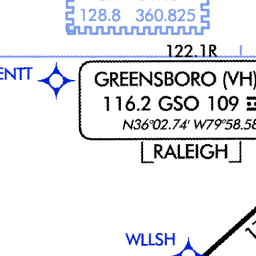 128.8 360.825
122.1R
ENTT
GREENSBORO (VH)
116.2 GSO 109
N36°02.74' W79°58.58
RALEIGH
WLLSH